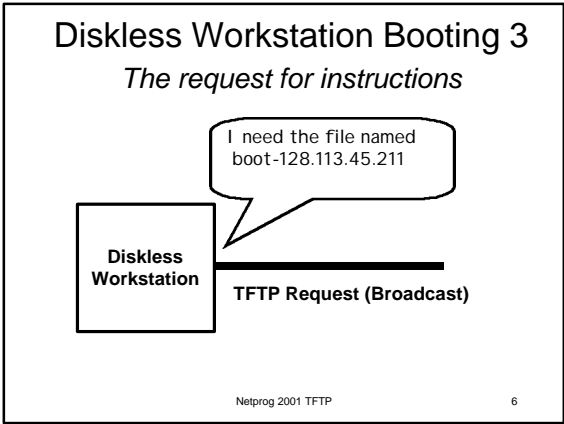 Diskless Workstation Booting 3
The request for instructions
I need the file named
boot-128.113.45.211
Diskless
Workstation
TFTP Request (Broadcast)
Netprog 2001 TFTP
6